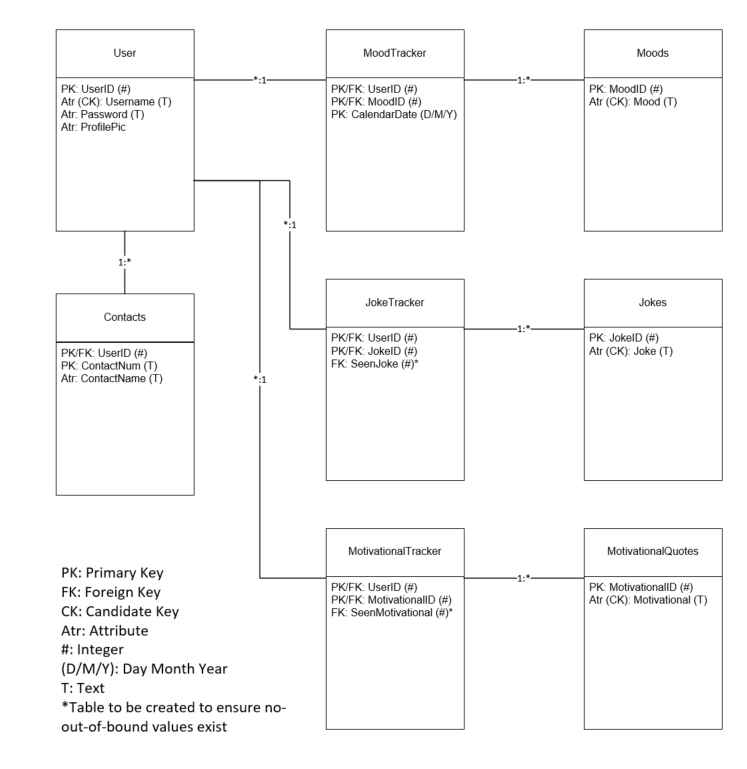 User
PK: UserID (#)
Atr (CK): Username (T)
Atr: Password (T)
Atr: ProfilePic
*:1
MoodTracker
PK/FK: UserID (#)
PK/FK: MoodID (#)
PK: CalendarDate (D/M/Y)
1:*
Moods
PK: MoodID (#)
Atr (CK): Mood (T)
*:1
1:*
Contacts
PK/FK: UserID (#)
PK: ContactNum (T)
Atr: ContactName (T)
*:1
JokeTracker
PK/FK: UserID (#)
PK/FK: JokeID (#)
FK: SeenJoke (#)*
1:*
Jokes
PK: JokeID (#)
Atr (CK): Joke (T)
MotivationalTracker
PK/FK: UserID (#)
PK/FK: MotivationalID (#)
FK: SeenMotivational (#)*
1:*
MotivationalQuotes
PK: MotivationalID (#)
Atr (CK): Motivational (T)
PK: Primary Key
FK: Foreign Key
CK: Candidate Key
Atr: Attribute
#: Integer
(D/M/Y): Day Month Year
T: Text
*Table to be created to ensure no-
out-of-bound values exist